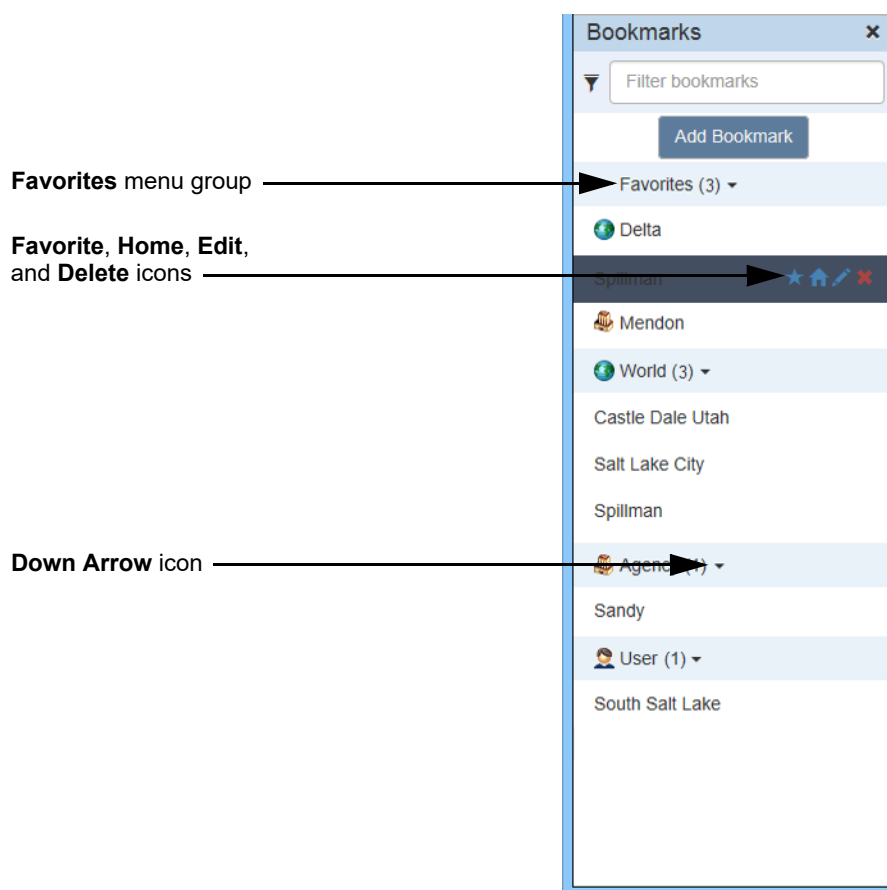 Bookmarks
Filter bookmarks
Add Bookmark
Favorites menu group
Favorites (3)
Delta
Favorite, Home, Edit,
and Delete icons
Spillman
Mendon
World (3)
Castle Dale Utah
Salt Lake City
Spillman
Down Arrow icon
Sandy
User (1)
South Salt Lake